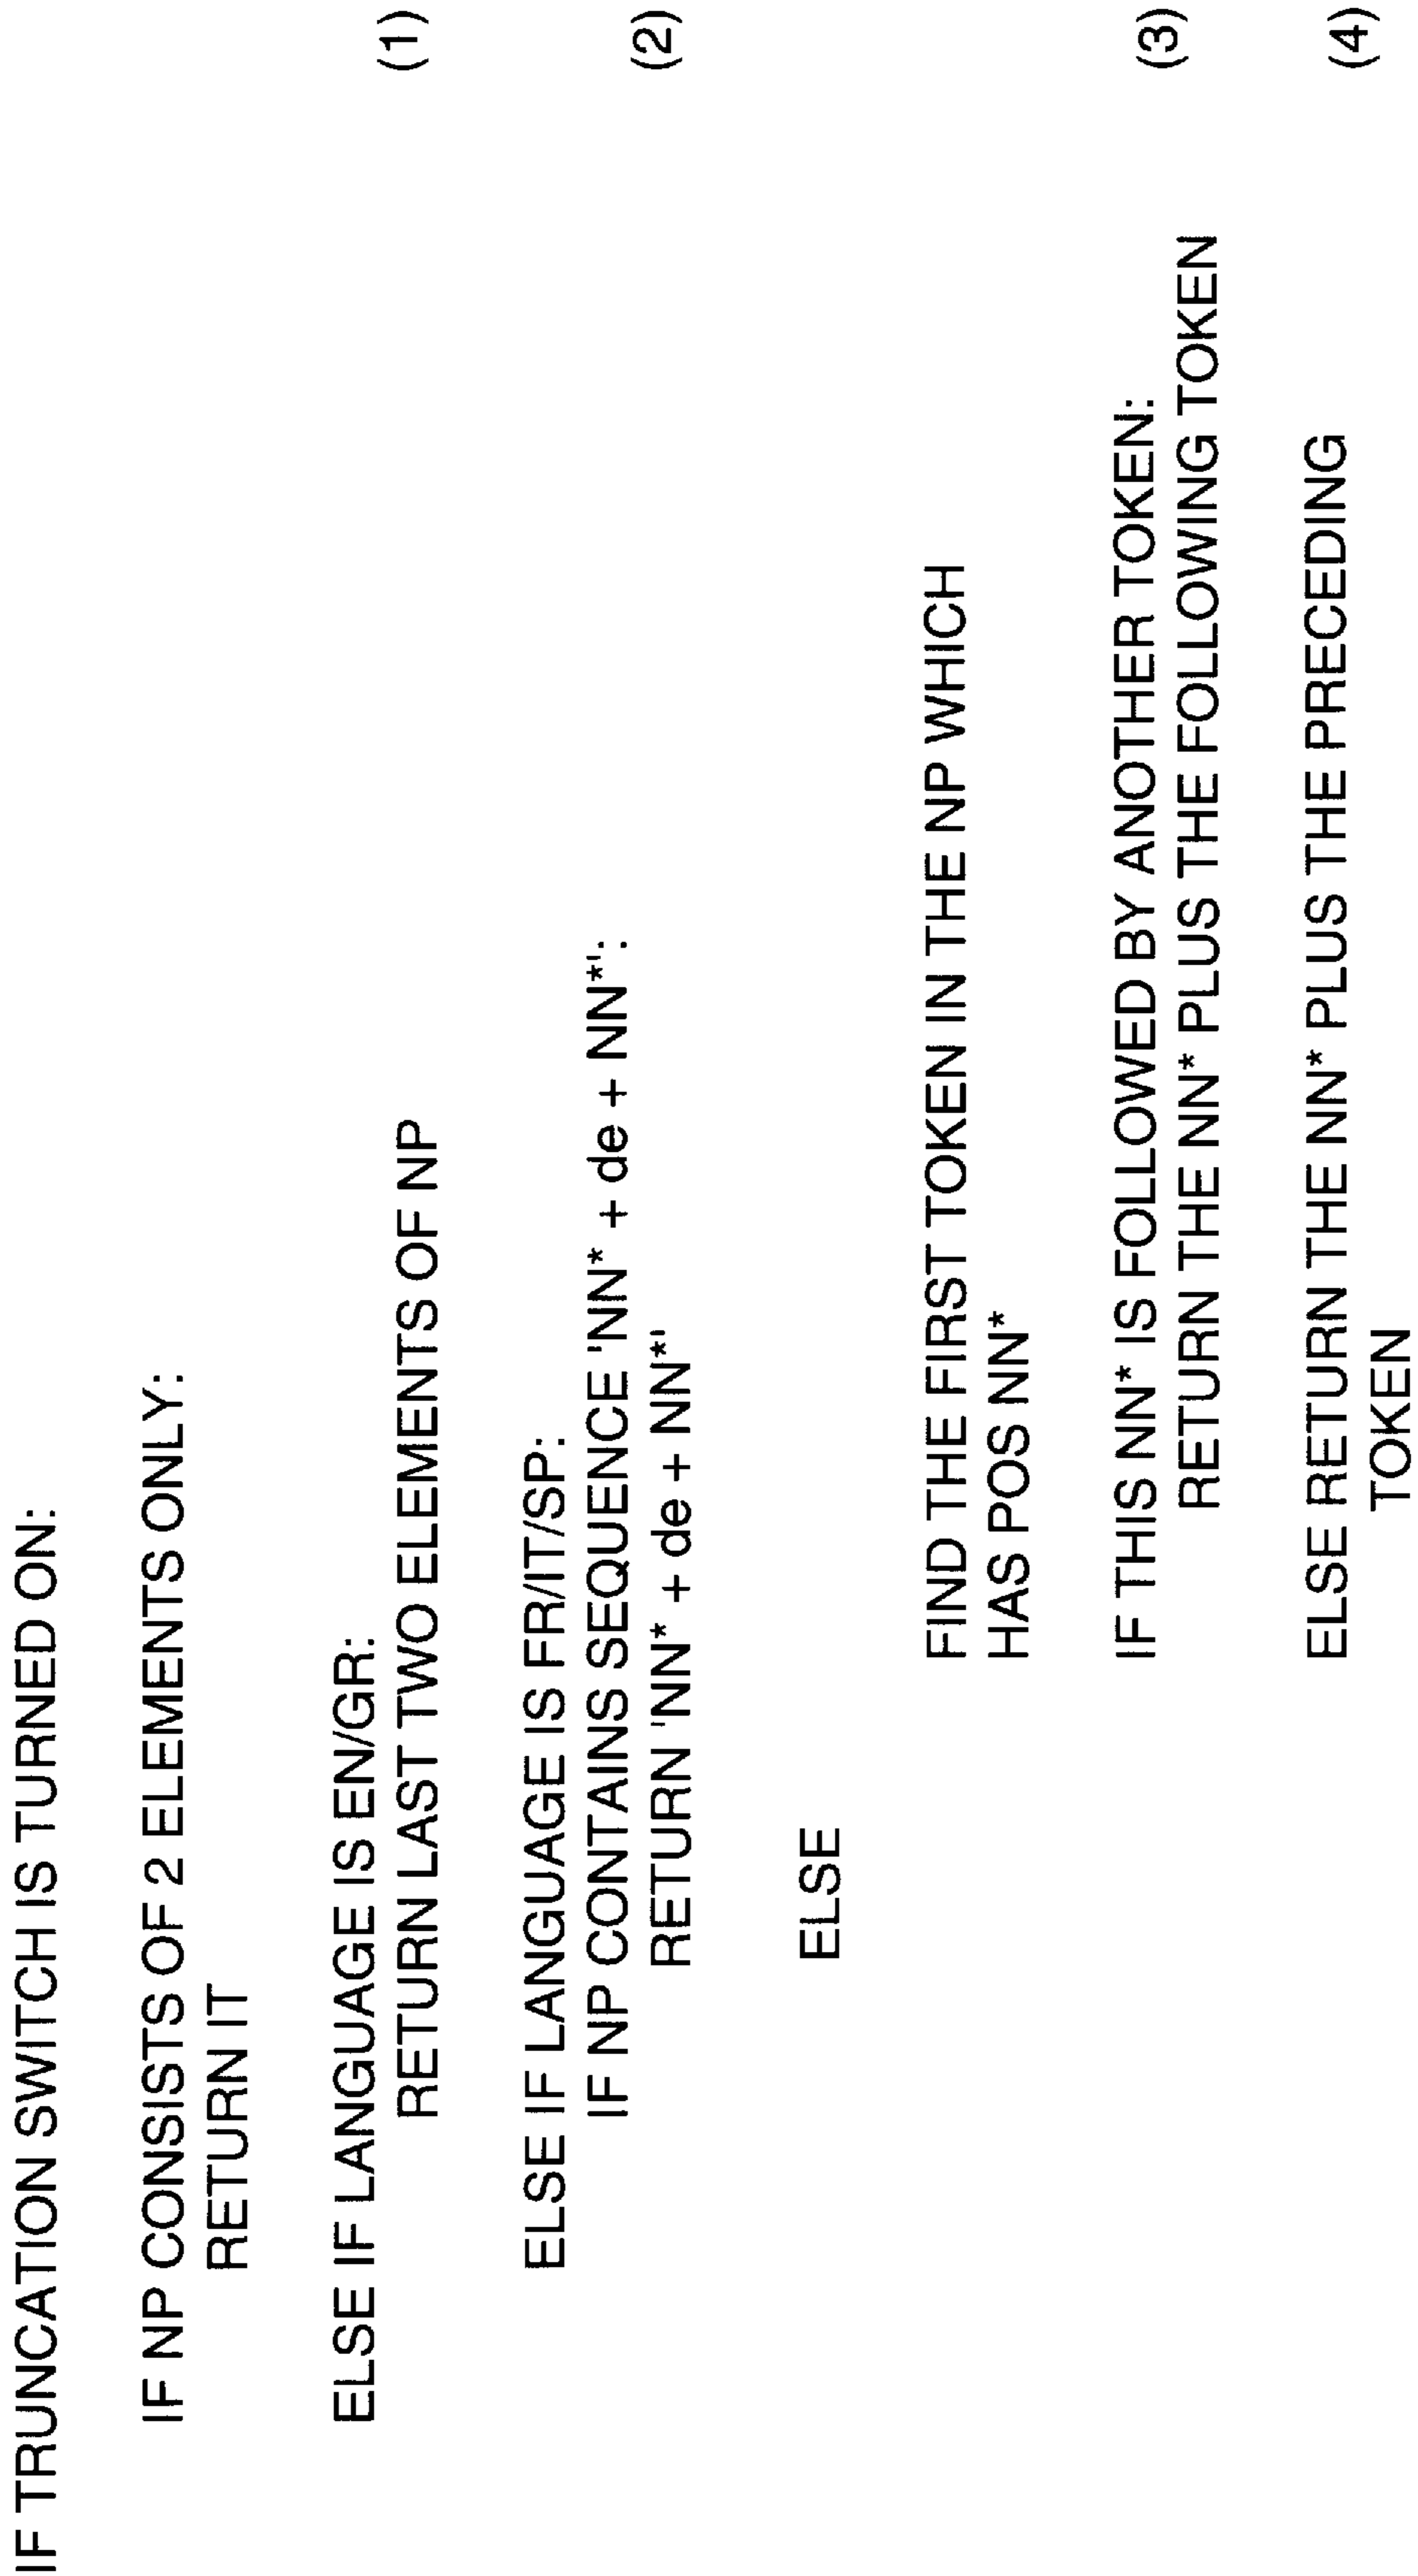 IF TRUNCATION SWITCH IS TURNED ON:
IF NP CONSISTS OF 2 ELEMENTS ONLY:
RETURN IT
ELSE IF LANGUAGE IS EN/GR:
RETURN LAST TWO ELEMENTS OF NP (1)
ELSE IF LANGUAGE IS FR/IT/SP:
IF NP CONTAINS SEQUENCE 'NN* + de + NN*':
RETURN 'NN* + de + NN*' (2)
ELSE
FIND THE FIRST TOKEN IN THE NP WHICH
HAS POS NN*
IF THIS NN* IS FOLLOWED BY ANOTHER TOKEN:
RETURN THE NN* PLUS THE FOLLOWING TOKEN (3)
ELSE RETURN THE NN* PLUS THE PRECEDING (4)
TOKEN